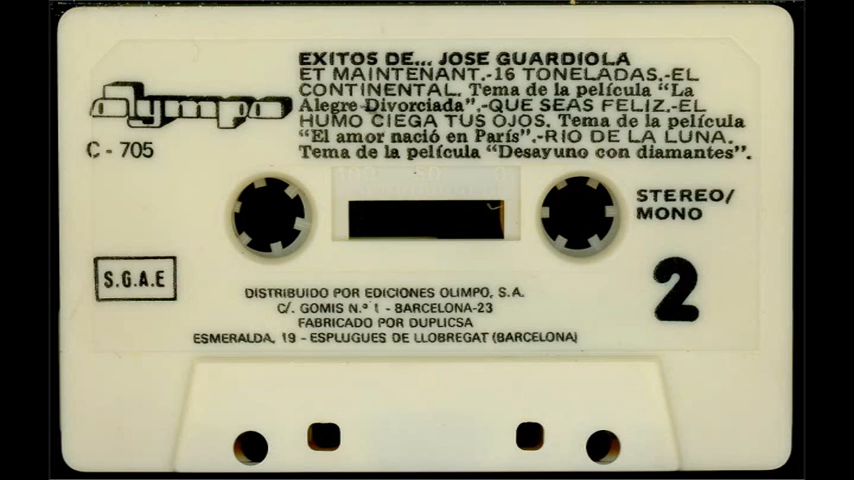 EXITOS DE... JOSE GUARDIOLA
ET MAINTENANT.-16 TONELADAS.-EL
CONTINENTAL. Tema de la película "La
Alegre Divorciada".-QUE SEAS FELIZ.-EL
HUMO CIEGA TUS OJOS. Tema de la película
"El amor nació en París".-RIO DE LA LUNA.
Tema de la película "Desayuno con diamantes".
Olympo
C - 705
STEREO/
MONO
2
S.G.A.E
DISTRIBUIDO POR EDICIONES OLIMPO, S.A.
C/. GOMIS N.º 1 - BARCELONA-23
FABRICADO POR DUPLICSA
ESMERALDA, 19 - ESPLUGUES DE LLOBREGAT (BARCELONA)